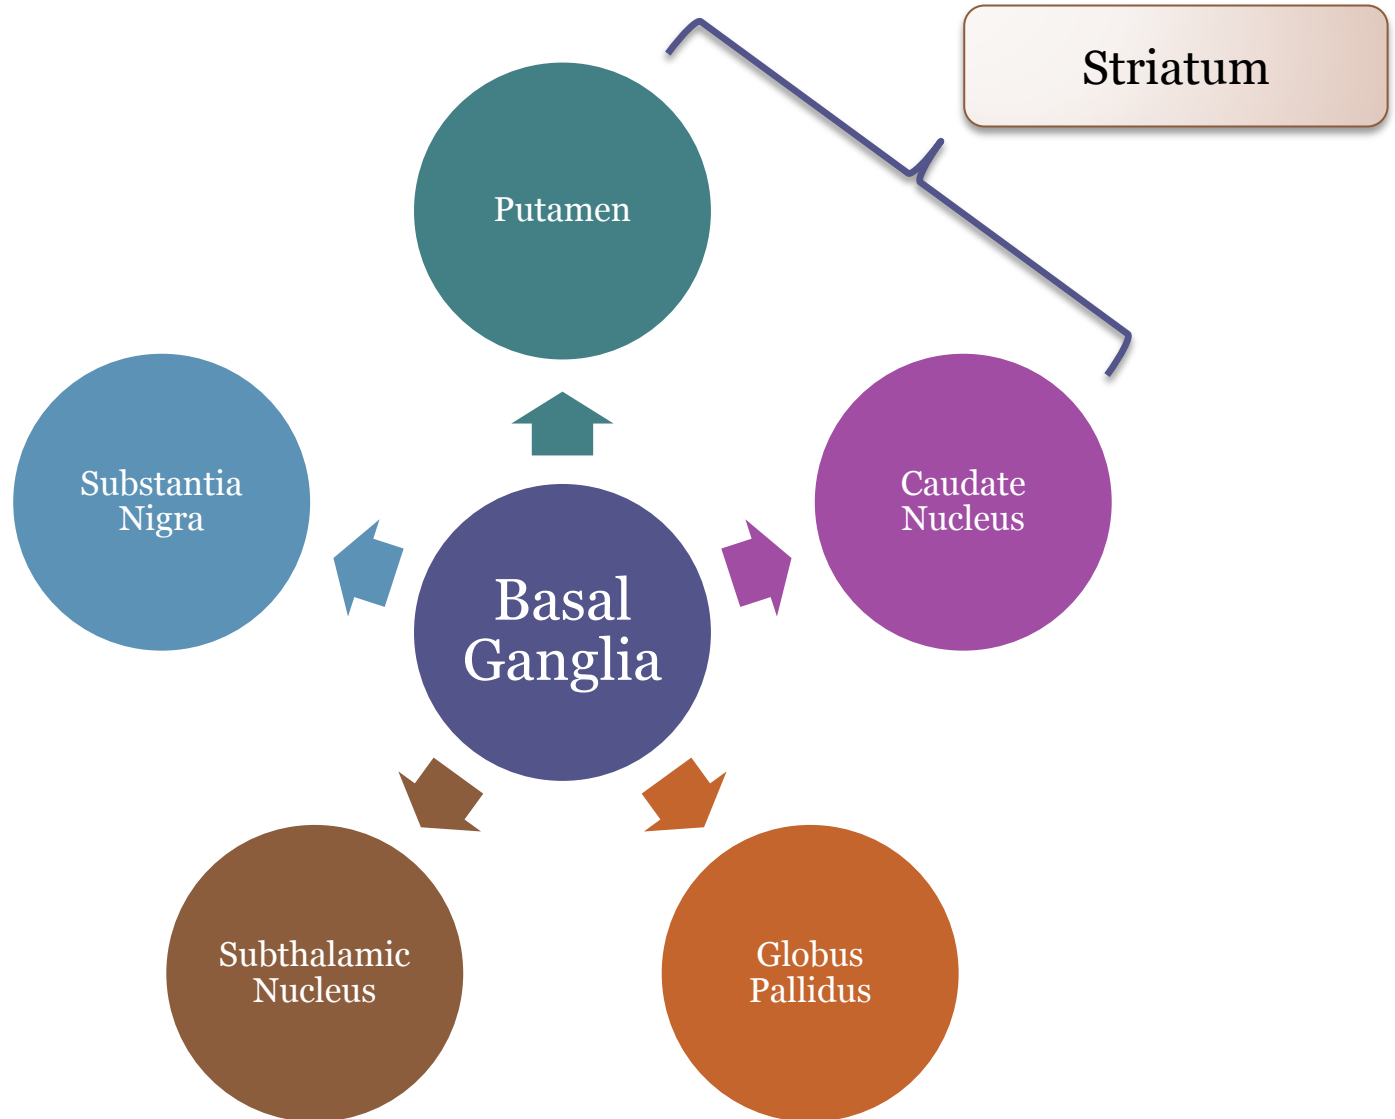 Striatum
Putamen
Substantia
Nigra
Caudate
Nucleus
Basal
Ganglia
Subthalamic
Nucleus
Globus
Pallidus